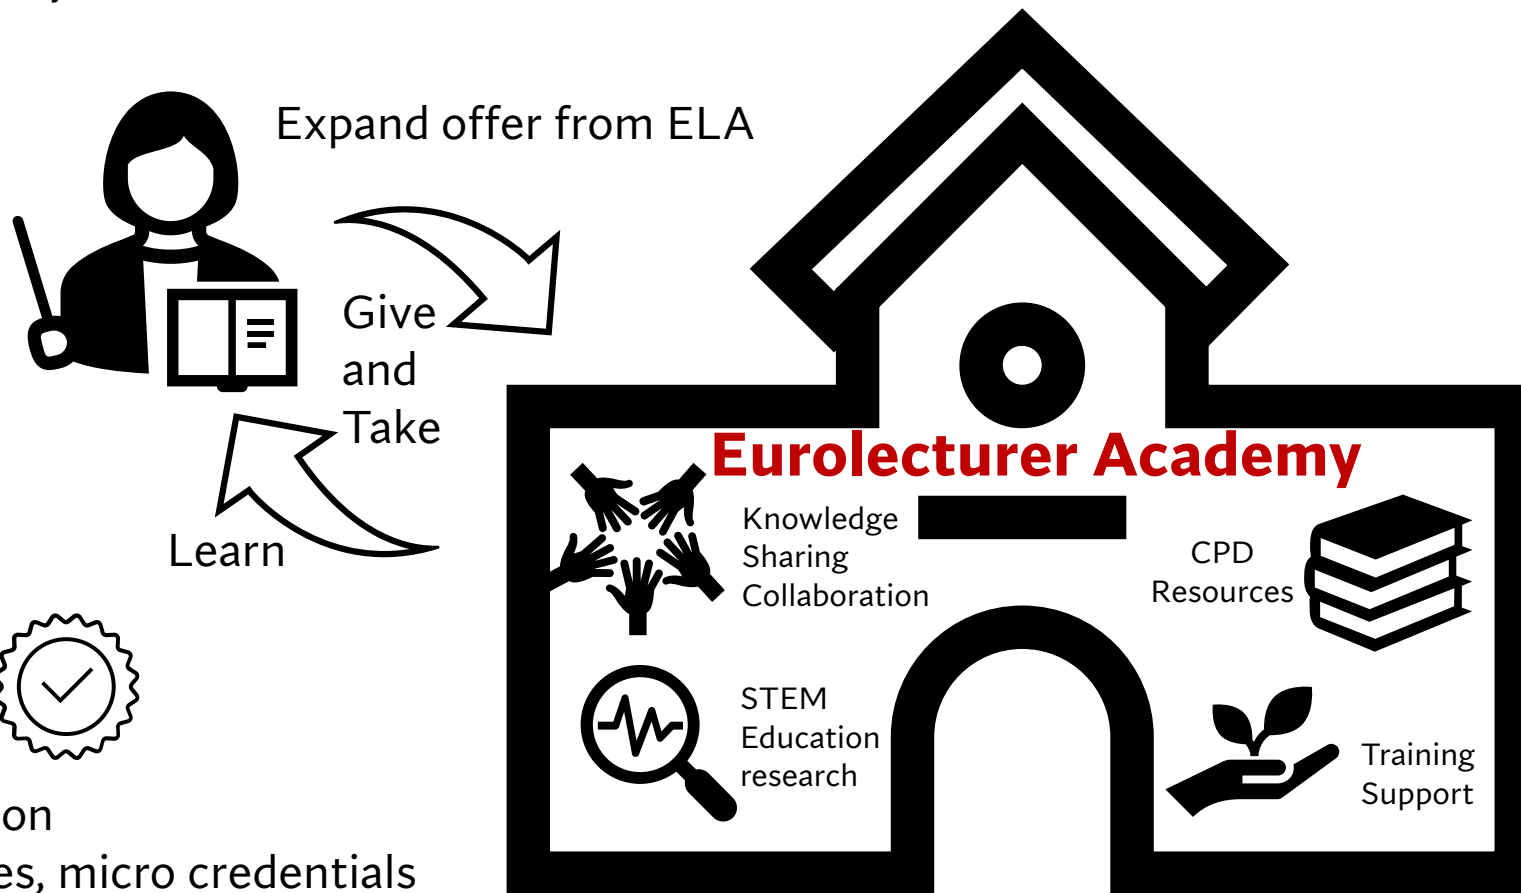 Expand offer from ELA
Give
and
Take
Learn
Eurolecturer Academy
Knowledge
Sharing
Collaboration
CPD
Resources
STEM
Education
research
Training
Support
on
es, micro credentials